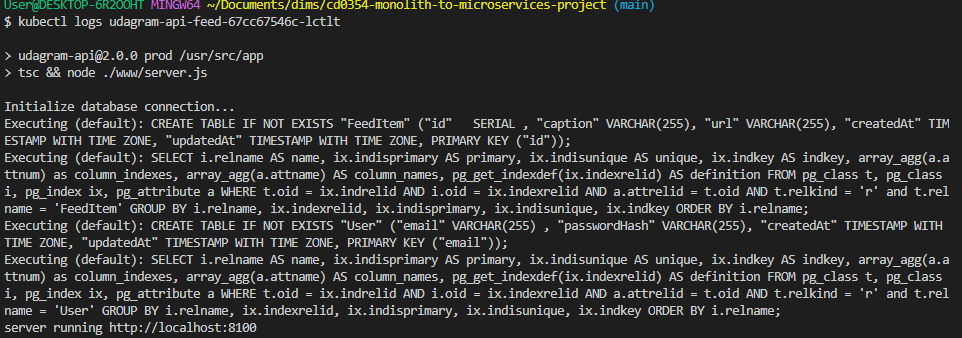 User@DESKTOP-6R2OOHT MINGW64 ~/Documents/dims/cd0354-monolith-to-microservices-project (main)
$ kubectl logs udagram-api-feed-67cc67546c-lctlt

> udagram-api@2.0.0 prod /usr/src/app
> tsc && node ./www/server.js

Initialize database connection...
Executing (default): CREATE TABLE IF NOT EXISTS "FeedItem" ("id"   SERIAL , "caption" VARCHAR(255), "url" VARCHAR(255), "createdAt" TIM
ESTAMP WITH TIME ZONE, "updatedAt" TIMESTAMP WITH TIME ZONE, PRIMARY KEY ("id"));
Executing (default): SELECT i.relname AS name, ix.indisprimary AS primary, ix.indisunique AS unique, ix.indkey AS indkey, array_agg(a.a
ttnum) as column_indexes, array_agg(a.attname) AS column_names, pg_get_indexdef(ix.indexrelid) AS definition FROM pg_class t, pg_class
i, pg_index ix, pg_attribute a WHERE t.oid = ix.indrelid AND i.oid = ix.indexrelid AND a.attrelid = t.oid AND t.relkind = 'r' and t.rel
name = 'FeedItem' GROUP BY i.relname, ix.indexrelid, ix.indisprimary, ix.indisunique, ix.indkey ORDER BY i.relname;
Executing (default): CREATE TABLE IF NOT EXISTS "User" ("email" VARCHAR(255) , "passwordHash" VARCHAR(255), "createdAt" TIMESTAMP WITH
TIME ZONE, "updatedAt" TIMESTAMP WITH TIME ZONE, PRIMARY KEY ("email"));
Executing (default): SELECT i.relname AS name, ix.indisprimary AS primary, ix.indisunique AS unique, ix.indkey AS indkey, array_agg(a.a
ttnum) as column_indexes, array_agg(a.attname) AS column_names, pg_get_indexdef(ix.indexrelid) AS definition FROM pg_class t, pg_class
i, pg_index ix, pg_attribute a WHERE t.oid = ix.indrelid AND i.oid = ix.indexrelid AND a.attrelid = t.oid AND t.relkind = 'r' and t.rel
name = 'User' GROUP BY i.relname, ix.indexrelid, ix.indisprimary, ix.indisunique, ix.indkey ORDER BY i.relname;
server running http://localhost:8100